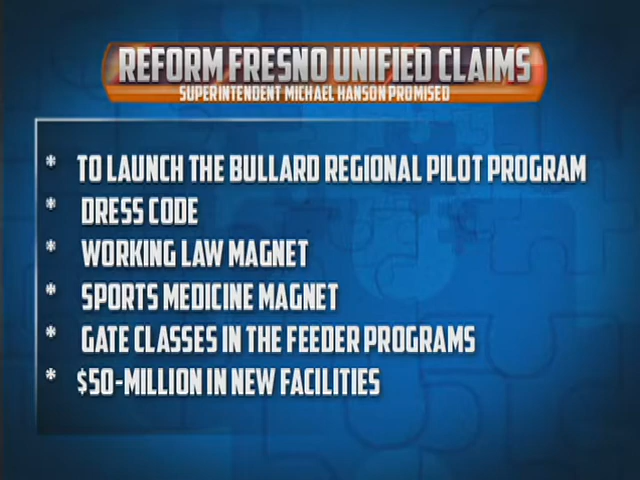 REFORM FRESNO UNIFIED CLAIMS
SUPERINTENDENT MICHAEL HANSON PROMISED
* TO LAUNCH THE BULLARD REGIONAL PILOT PROGRAM
* DRESS CODE
* WORKING LAW MAGNET
* SPORTS MEDICINE MAGNET
* GATE CLASSES IN THE FEEDER PROGRAMS
* $50-MILLION IN NEW FACILITIES